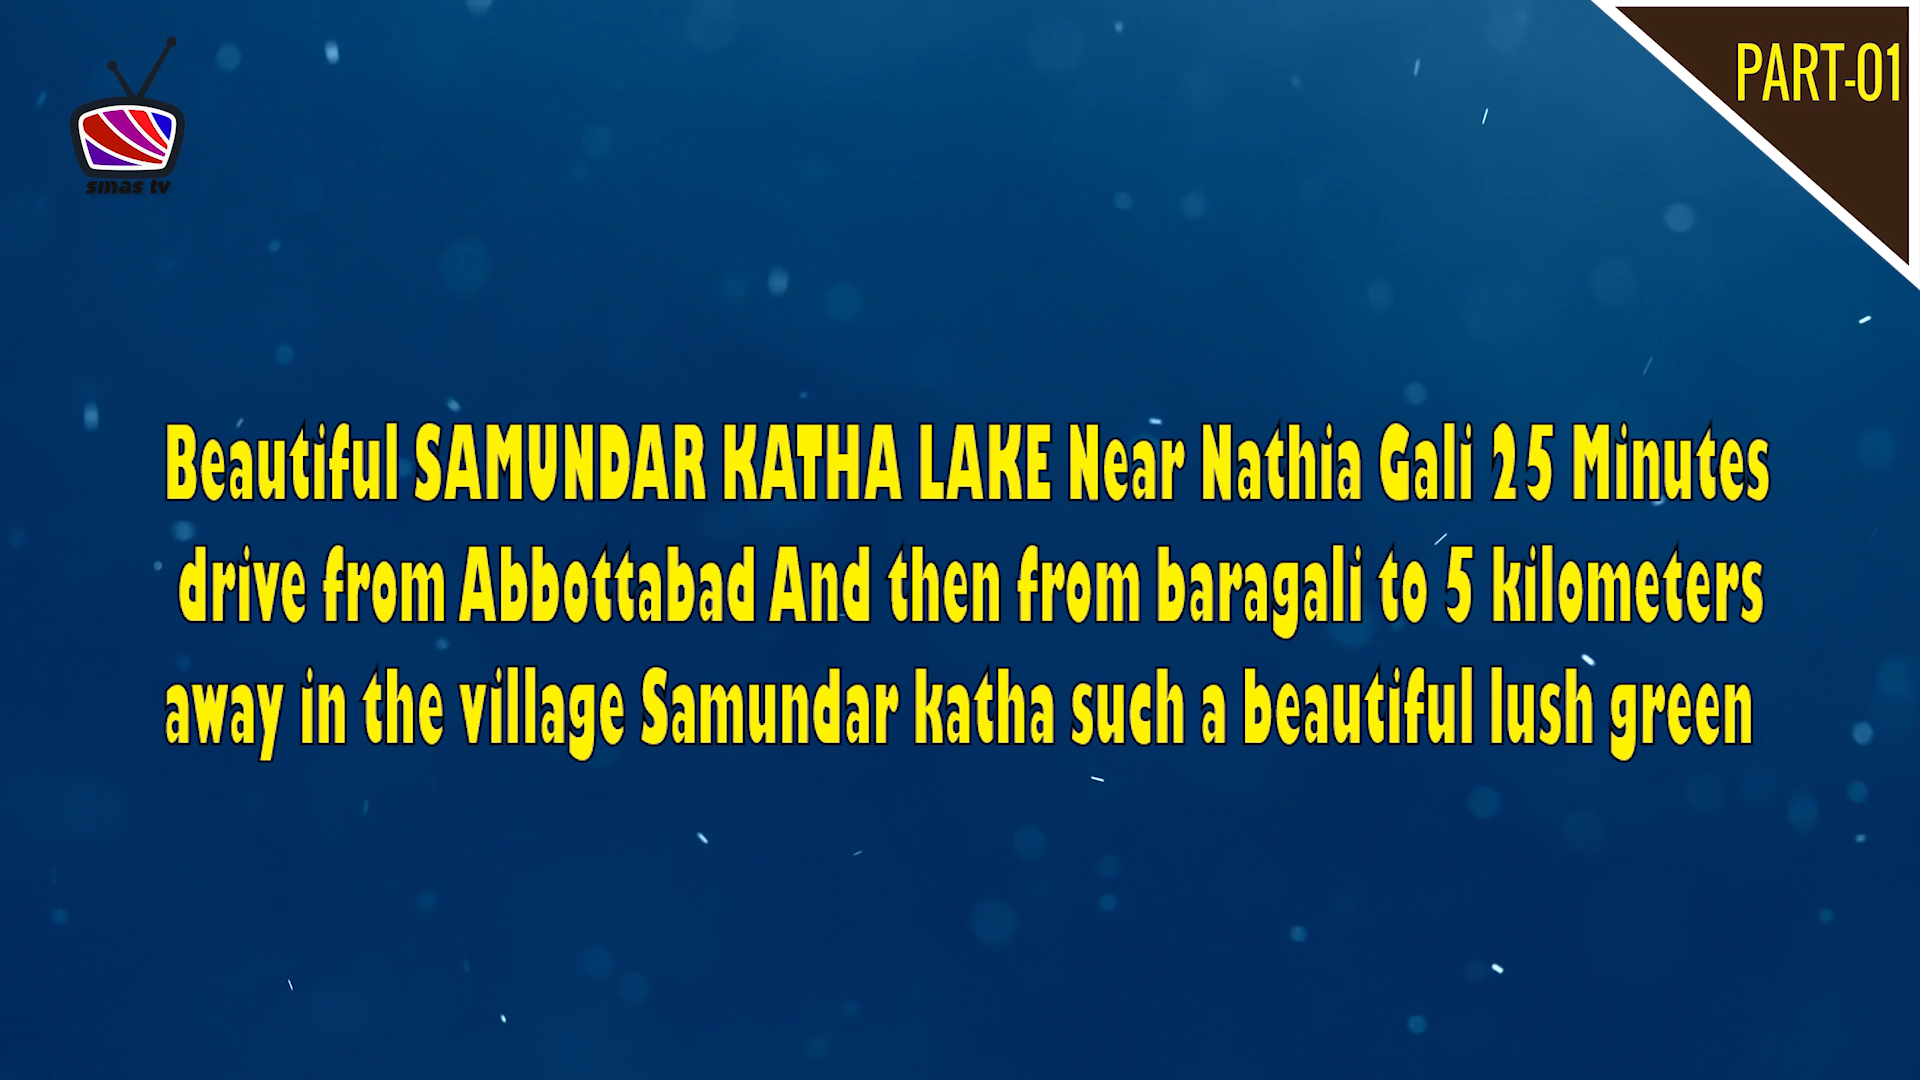 PART-01
smas tv
Beautiful SAMUNDAR KATHA LAKE Near Nathia Gali 25 Minutes
drive from Abbottabad And then from baragali to 5 kilometers
away in the village Samundar katha such a beautiful lush green